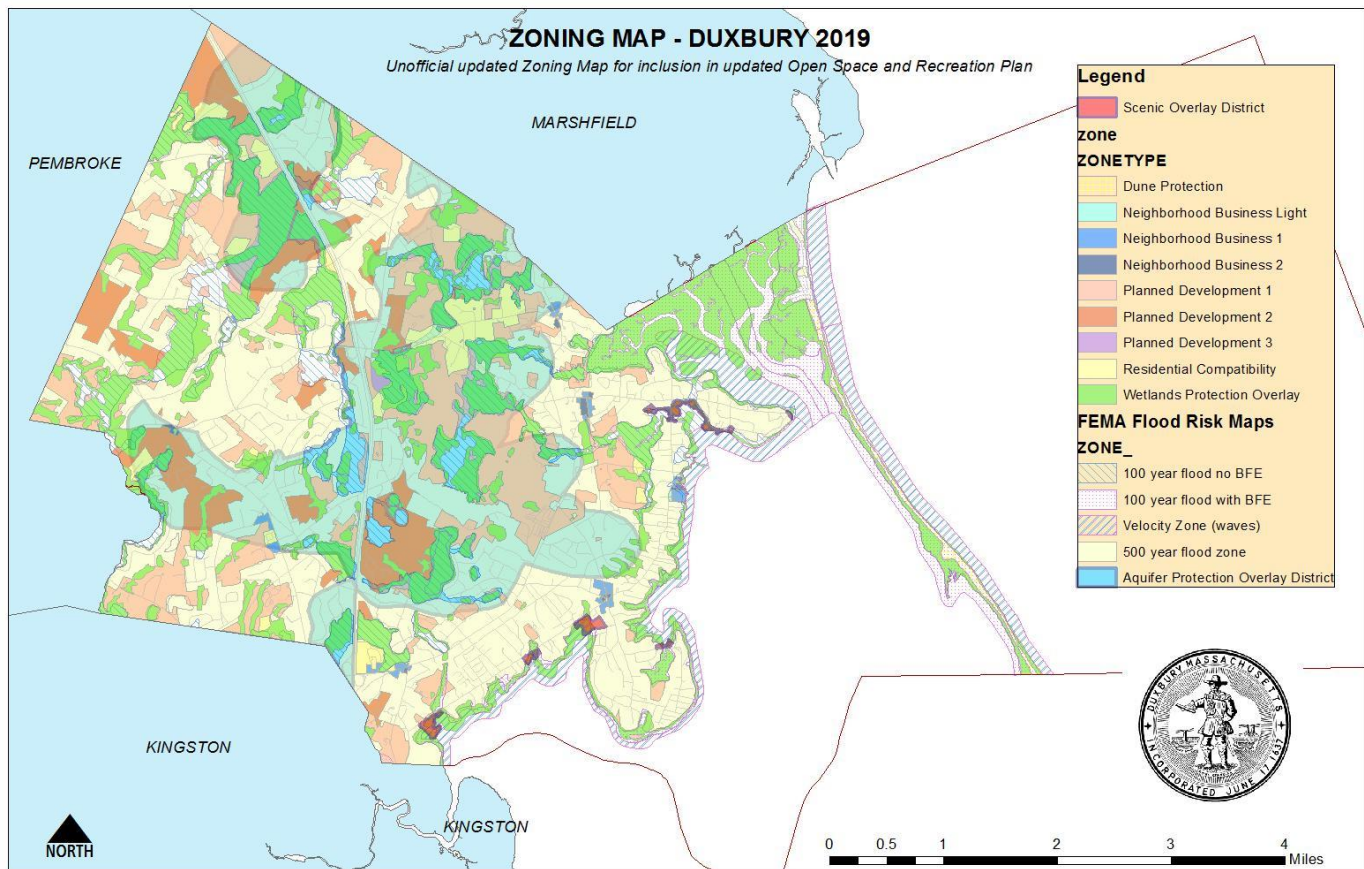 ZONING MAP - DUXBURY 2019
Unofficial updated Zoning Map for inclusion in updated Open Space and Recreation Plan
MARSHFIELD
PEMBROKE
KINGSTON
KINGSTON
Legend
Scenic Overlay District
zone
ZONETYPE
Dune Protection
Neighborhood Business Light
Neighborhood Business 1
Neighborhood Business 2
Planned Development 1
Planned Development 2
Planned Development 3
Residential Compatibility
Wetlands Protection Overlay
FEMA Flood Risk Maps
ZONE_
100 year flood no BFE
100 year flood with BFE
Velocity Zone (waves)
500 year flood zone
Aquifer Protection Overlay District
DUXBURY MASSACHUSETTS
INCORPORATED JUNE 17 1637
NORTH
0 0.5 1 2 3 4
Miles